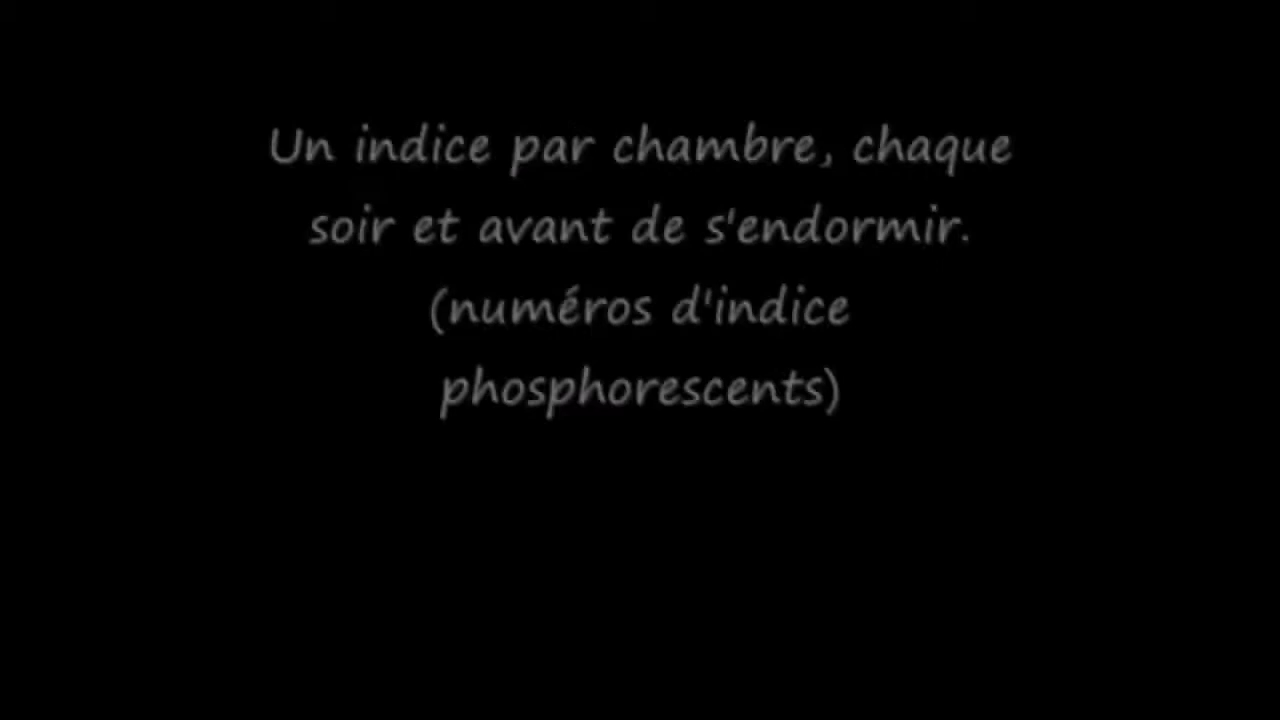 Un indice par chambre, chaque
soir et avant de s'endormir.
(numéros d'indice
phosphorescents)